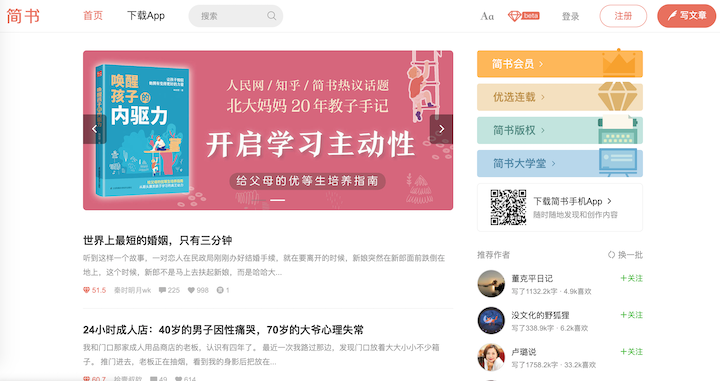 简书
首页
下载App
搜索
Aa
beta
登录
注册
写文章
唤醒
孩子的
内驱力
人民网 / 知乎 / 简书热议话题
北大妈妈 20 年教子手记
开启学习主动性
给父母的优等生培养指南
简书会员
优选连载
简书版权
简书大学堂
下载简书手机App
随时随地发现和创作内容
世界上最短的婚姻，只有三分钟
听到这样一个故事，一对恋人在民政局刚刚办好结婚手续，就在要离开的时候，新娘突然在新郎面前跌倒在
地上，这个时候，新郎不是马上去扶起新娘，而是哈哈大...
51.5 秦时明月wk 225 998 1
24小时成人店：40岁的男子因性痛哭，70岁的大爷心理失常
我和门口那家成人用品商店的老板，认识有四年了。 最近一次我路过那边，发现门口放着大大小小不少箱
子。 推门进去，老板正在抽烟，看到我的身影后把放在...
60.7 49 514
推荐作者
换一批
董克平日记
+关注
写了1132.2k字 · 4.9k喜欢
没文化的野狐狸
+关注
写了338.9k字 · 6.2k喜欢
卢璐说
+关注
写了1758.2k字 · 33.2k喜欢